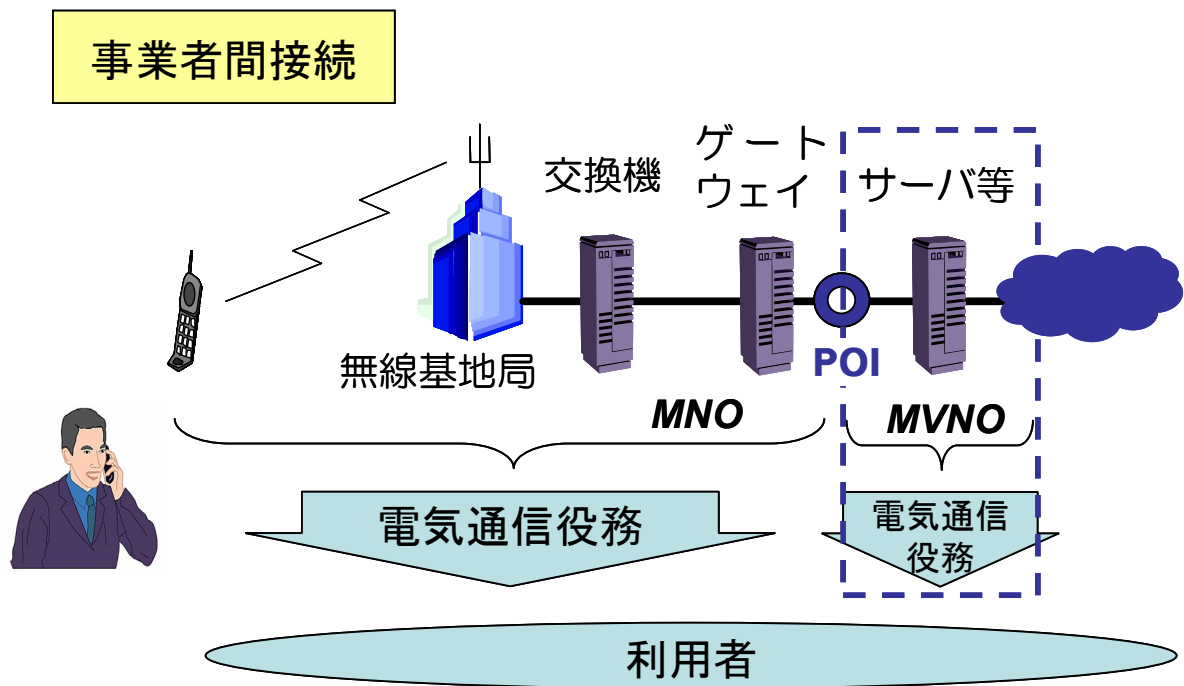 事業者間接続
ゲート
ウェイ
交換機
サーバ等
無線基地局
POI
MNO
MVNO
電気通信役務
電気通信
役務
利用者